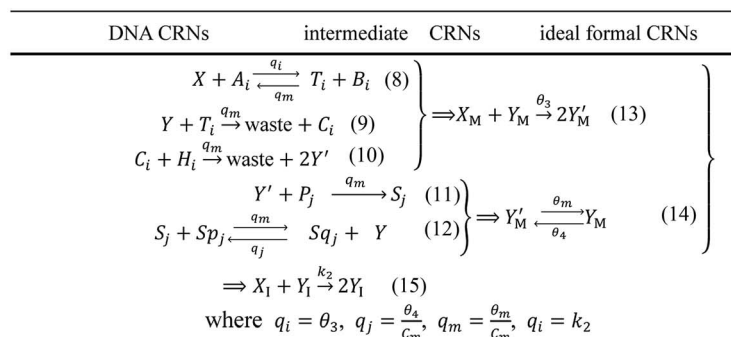 DNA CRNs intermediate CRNs ideal formal CRNs
X + A_i ⇌ T_i + B_i (8) q_i q_m
Y + T_i →^{q_m} waste + C_i (9)
C_i + H_i →^{q_m} waste + 2Y′ (10)
⇒ X_M + Y_M →^{θ_3} 2Y′_M (13)
Y′ + P_j →^{q_m} S_j (11)
S_j + Sp_j ⇌ Sq_j + Y (12) q_m q_j
⇒ Y′_M ⇌ Y_M (14) θ_m θ_4
⇒ X_I + Y_I →^{k_2} 2Y_I (15)
where q_i = θ_3, q_j = θ_4/C_m, q_m = θ_m/C_m, q_i = k_2